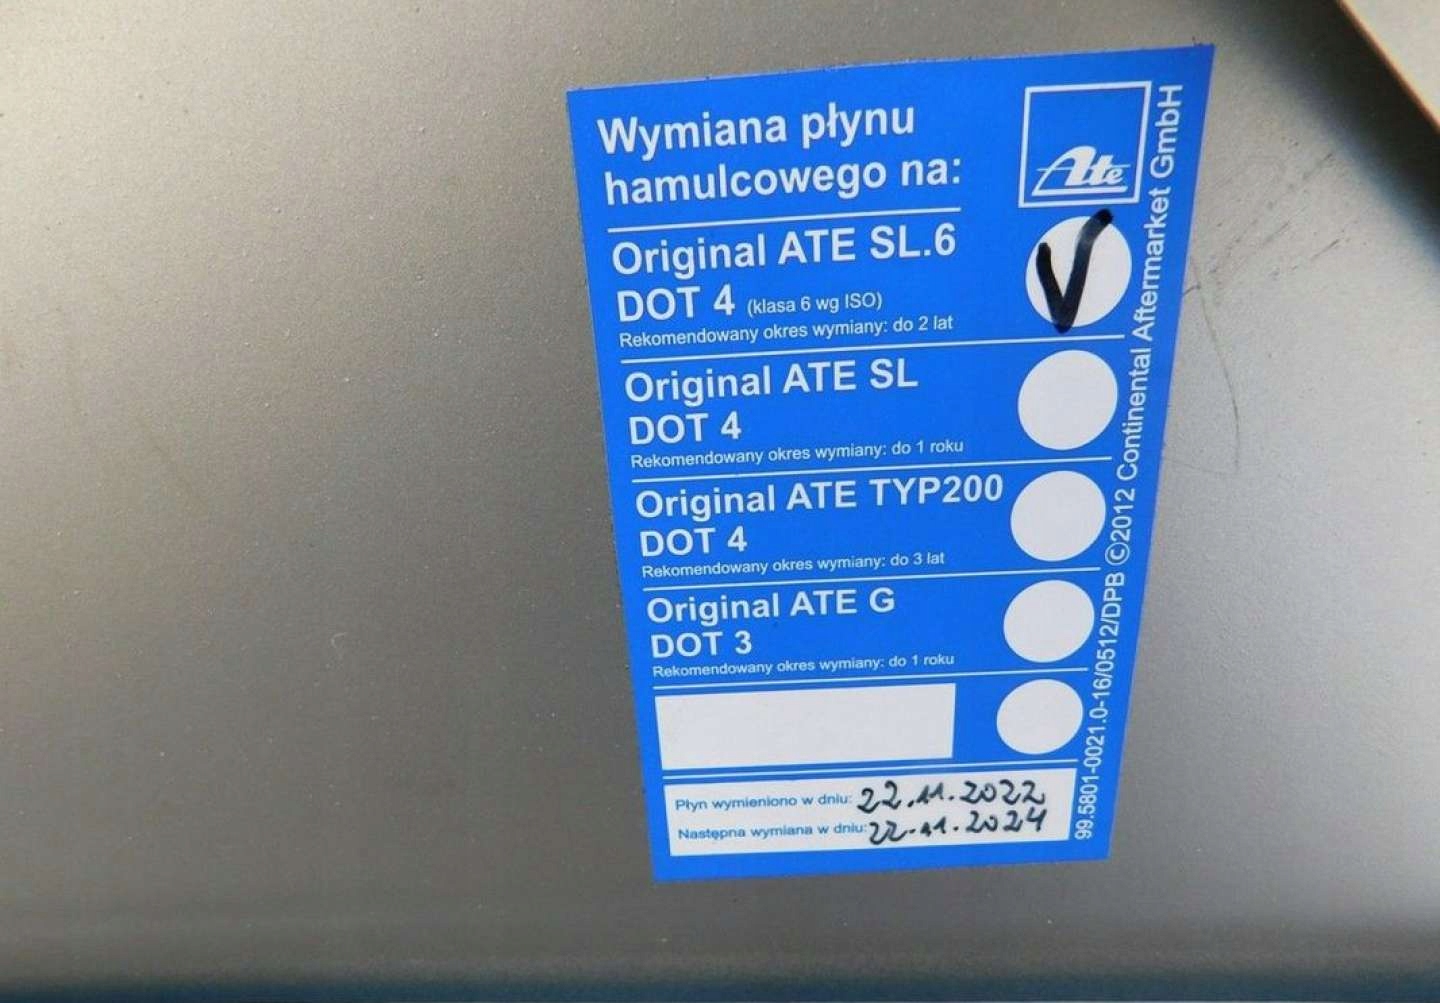 Wymiana płynu
hamulcowego na:
Ate
Original ATE SL.6
DOT 4 (klasa 6 wg ISO)
Rekomendowany okres wymiany: do 2 lat
V
Original ATE SL
DOT 4
Rekomendowany okres wymiany: do 1 roku
Original ATE TYP200
DOT 4
Rekomendowany okres wymiany: do 3 lat
Original ATE G
DOT 3
Rekomendowany okres wymiany: do 1 roku
Płyn wymieniono w dniu: 22.11.2022
Następna wymiana w dniu: 22.11.2024
99.5801-0021.0-16/0512/DPB ©2012 Continental Aftermarket GmbH